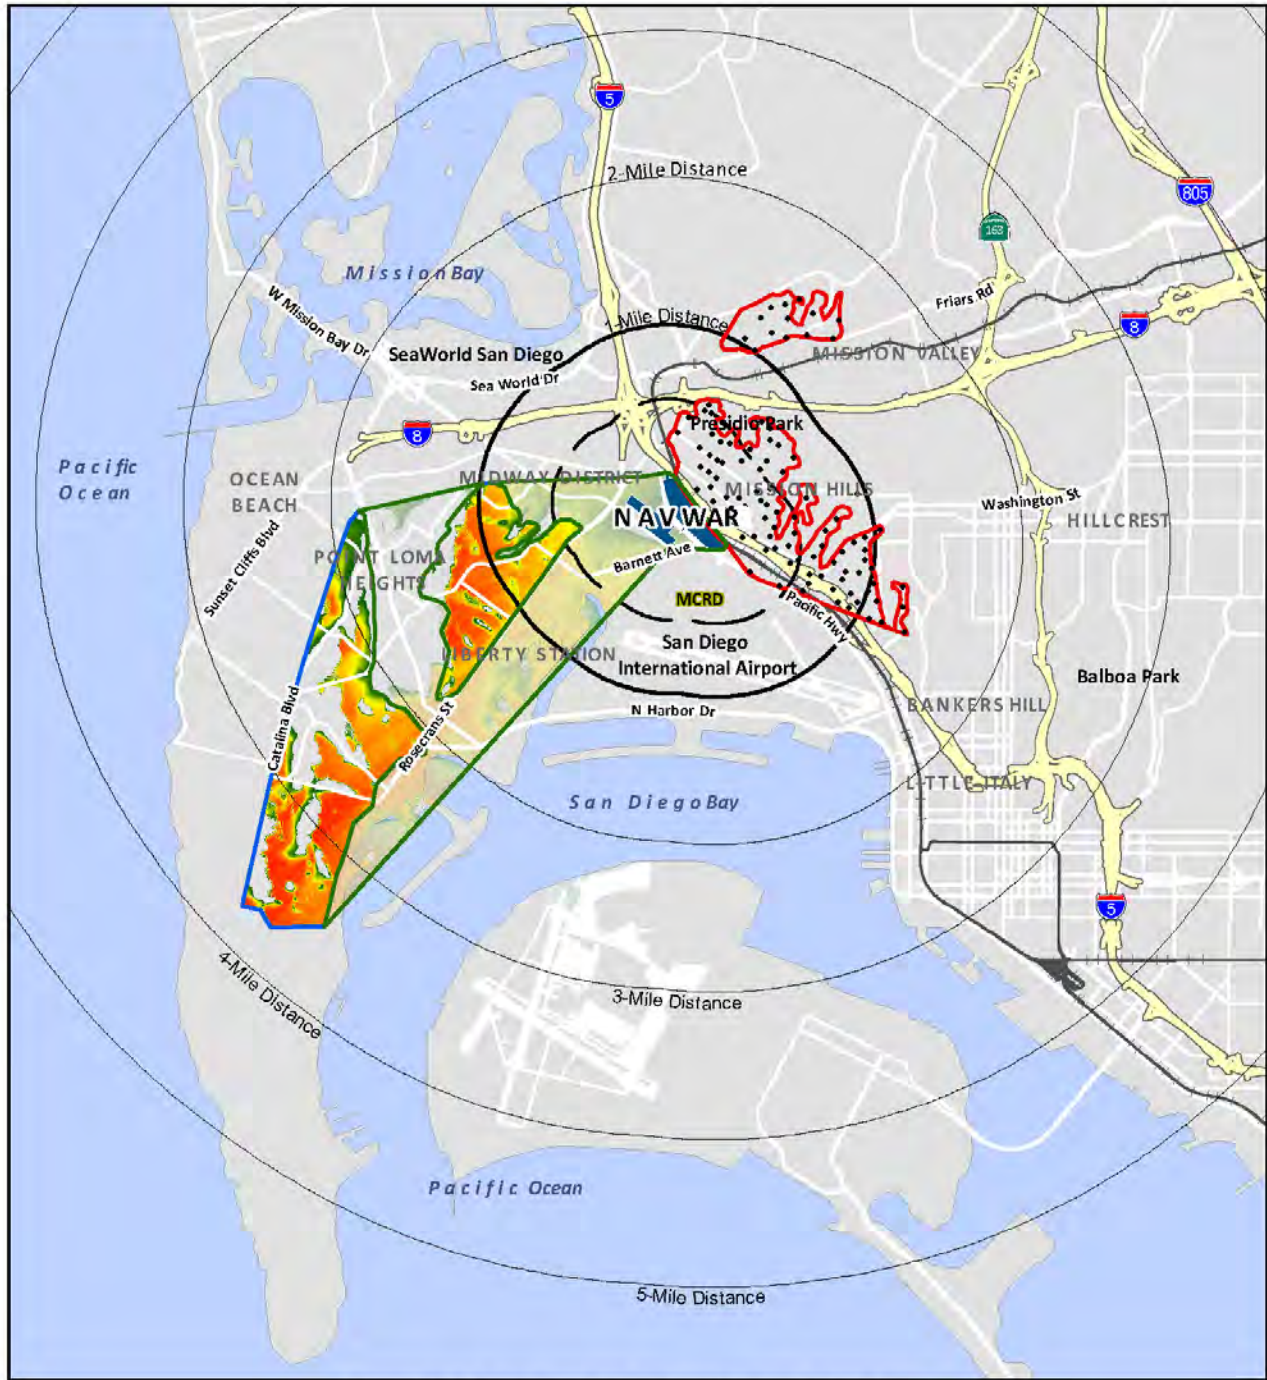 5
2-Mile Distance
805
163
Mission Bay
W Mission Bay Dr
Friars Rd
1-Mile Distance
8
SeaWorld San Diego
MISSION VALLEY
Sea World Dr
Presidio Park
8
Pacific
Ocean
OCEAN
BEACH
MIDWAY DISTRICT
MISSION HILLS
Washington St
HILLCREST
NAVWAR
Sunset Cliffs Blvd
POINT LOMA
HEIGHTS
Barnett Ave
MCRD
Pacific Hwy
San Diego
International Airport
LIBERTY STATION
Balboa Park
Catalina Blvd
Rosecrans St
N Harbor Dr
BANKERS HILL
San Diego Bay
LITTLE ITALY
5
4-Mile Distance
3-Mile Distance
Pacific Ocean
5-Mile Distance